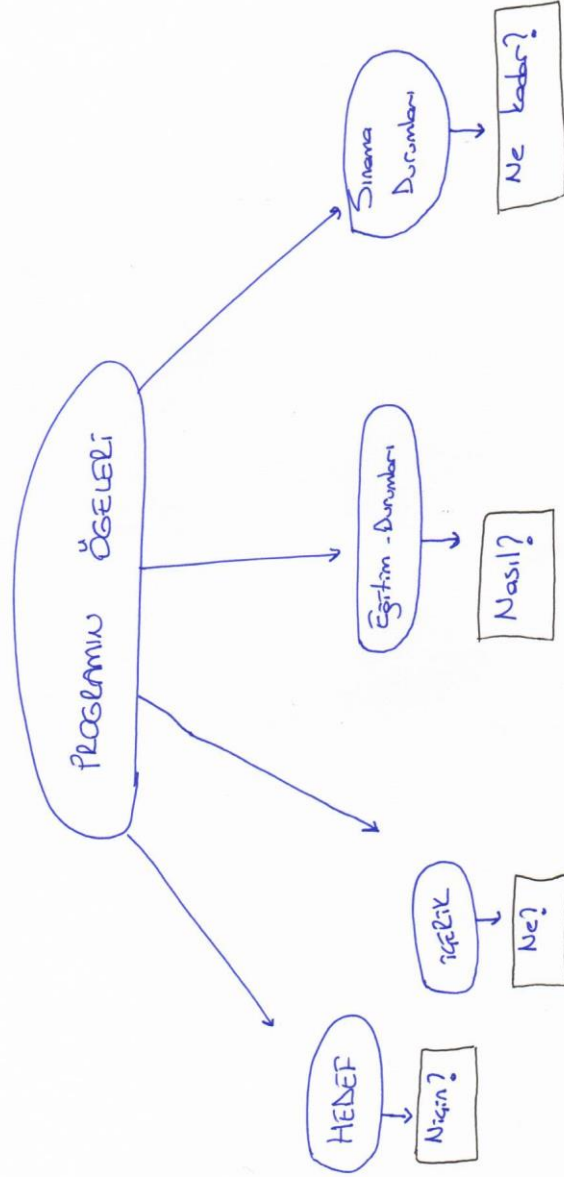 PROGRAMIN ÖGELERİ
HEDEF
Niçin?
İÇERİK
Ne?
Eğitim-Durumları
Nasıl?
Sınama
Durumları
Ne kadar?